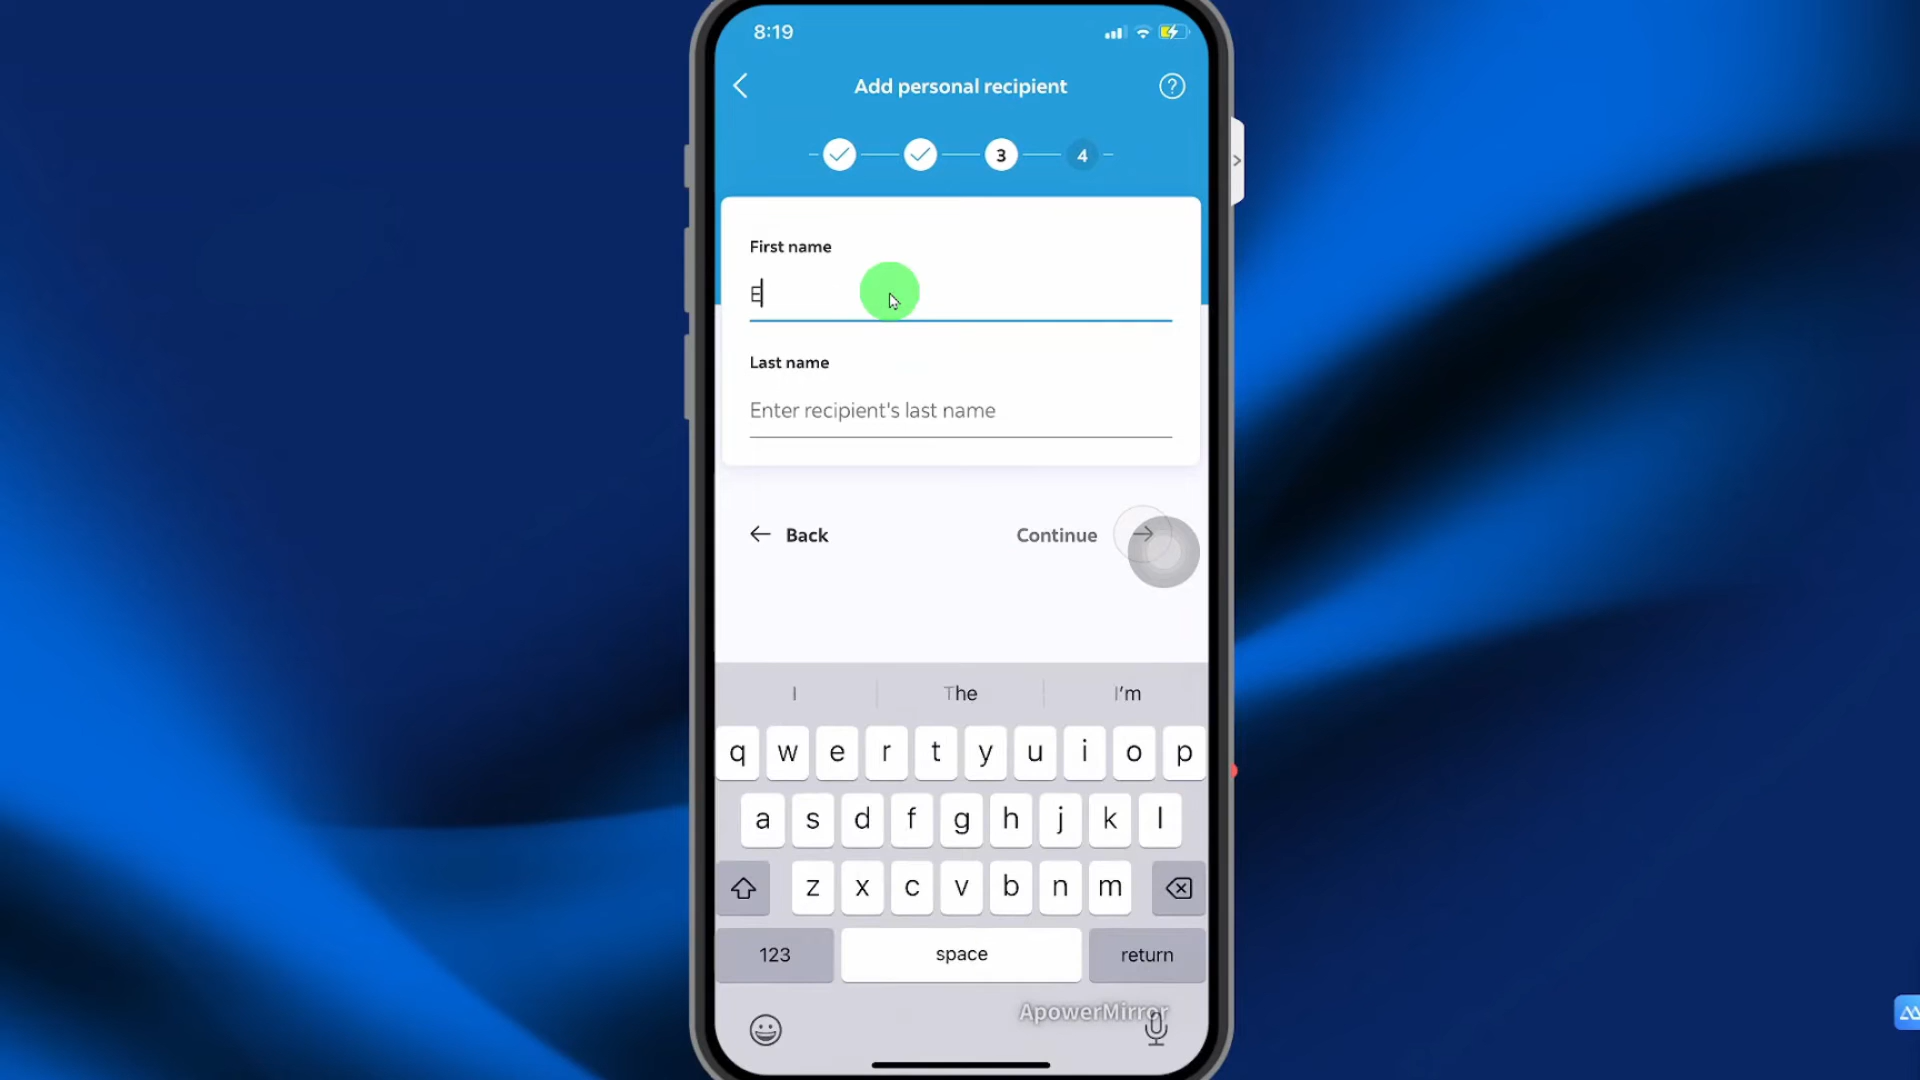 8:19
Add personal recipient
3
4
First name
E
Last name
Enter recipient's last name
Back
Continue
I
The
I'm
q w e r t y u i o p
a s d f g h j k l
z x c v b n m
123
space
return
ApowerMirror